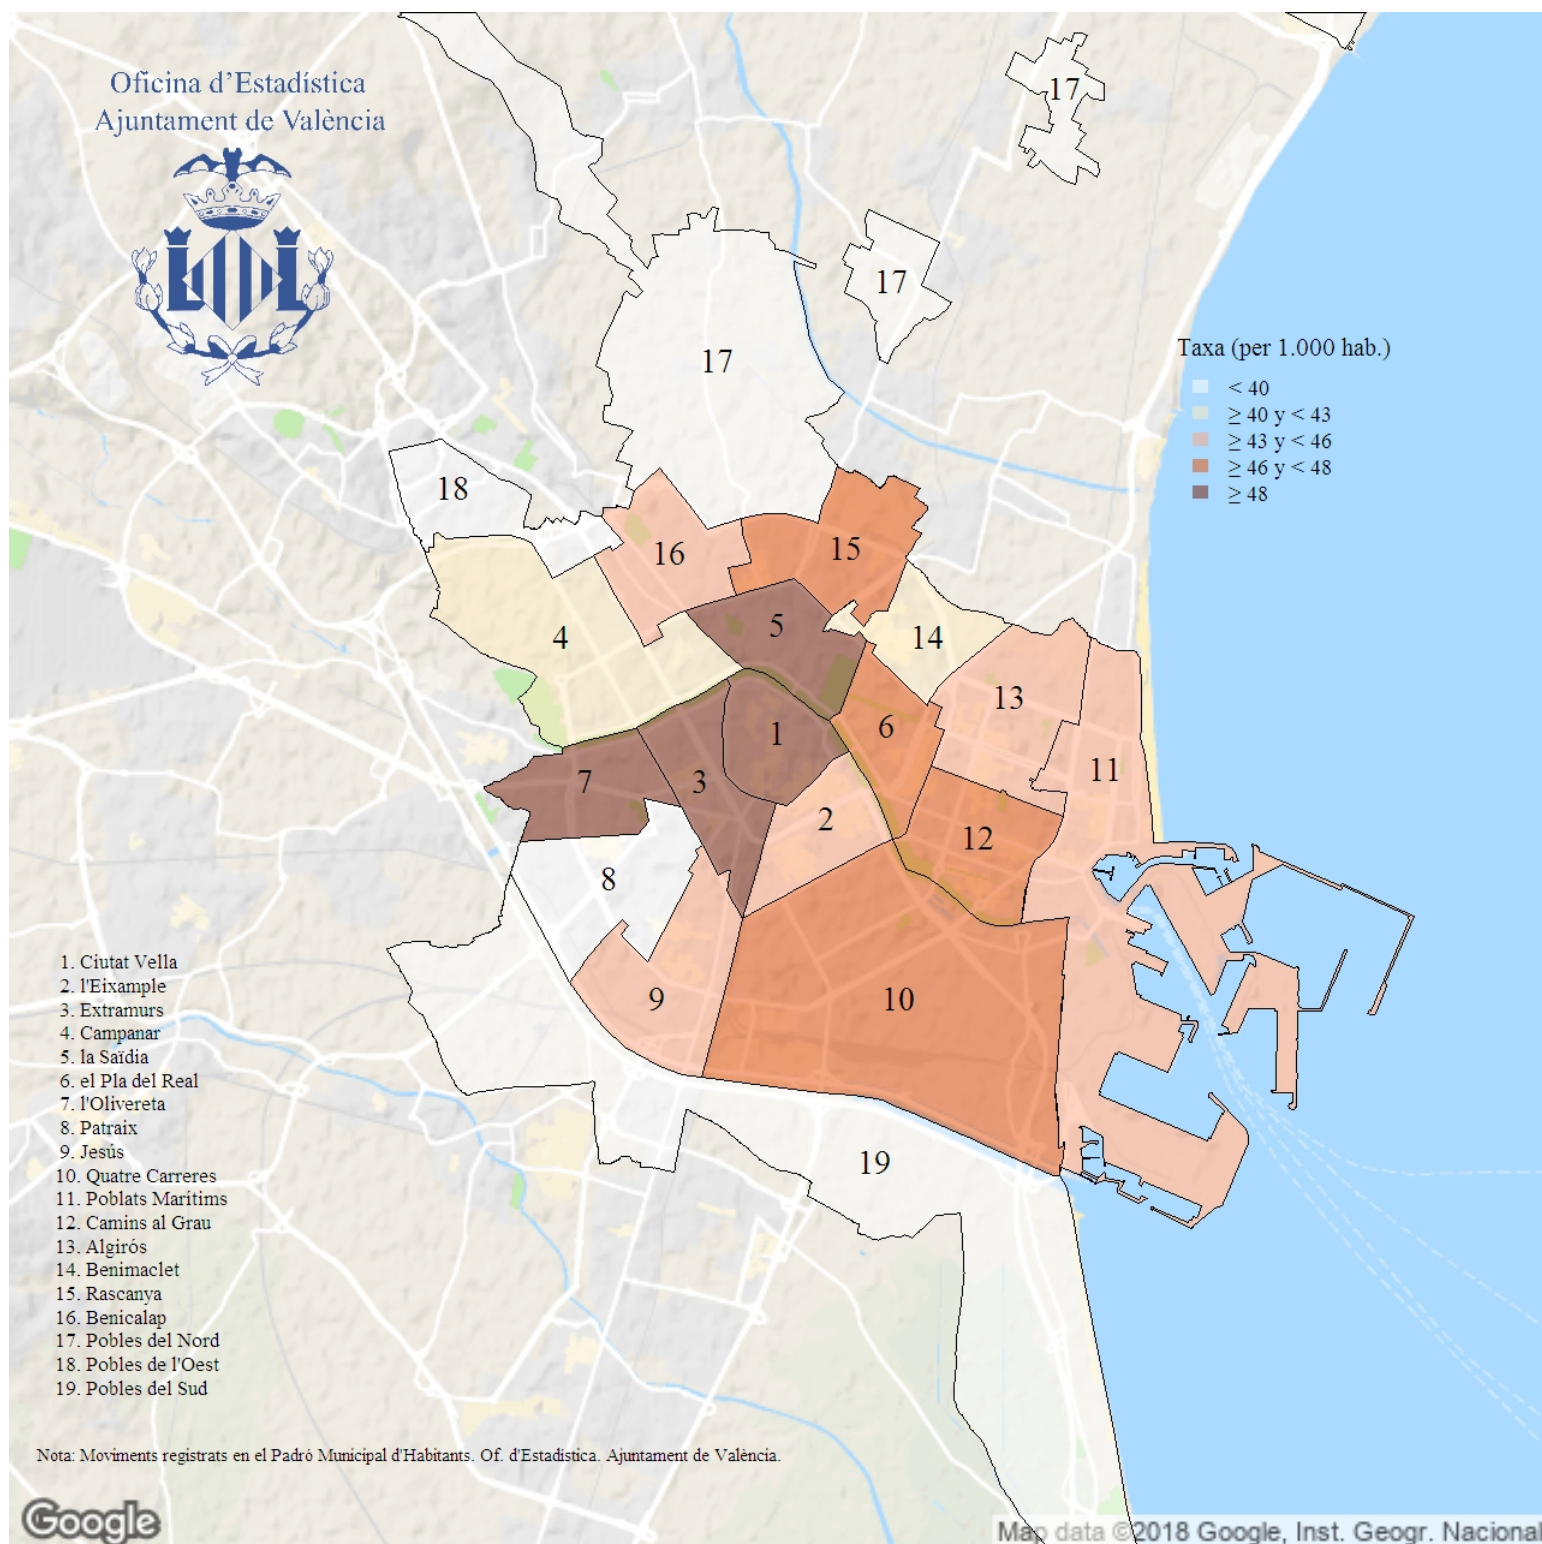 Oficina d'Estadística
Ajuntament de València
17
17
17
Taxa (per 1.000 hab.)
< 40
≥ 40 y < 43
≥ 43 y < 46
≥ 46 y < 48
≥ 48
18
16
15
5
4
14
13
6
1
11
7
3
2
12
8
9
10
19
1. Ciutat Vella
2. l'Eixample
3. Extramurs
4. Campanar
5. la Saïdia
6. el Pla del Real
7. l'Olivereta
8. Patraix
9. Jesús
10. Quatre Carreres
11. Poblats Marítims
12. Camins al Grau
13. Algirós
14. Benimaclet
15. Rascanya
16. Benicalap
17. Pobles del Nord
18. Pobles de l'Oest
19. Pobles del Sud
Nota: Moviments registrats en el Padró Municipal d'Habitants. Of. d'Estadística. Ajuntament de València.
Google
Map data ©2018 Google, Inst. Geogr. Nacional